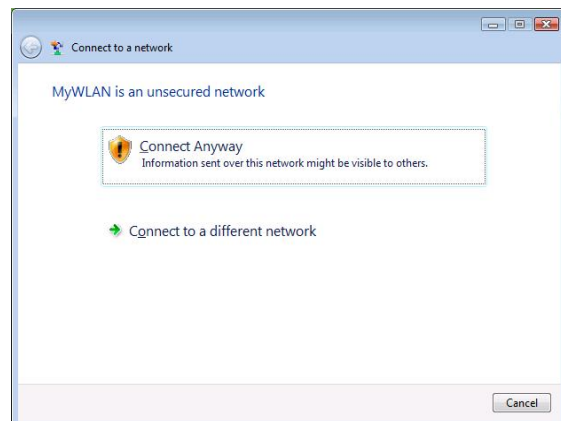 Connect to a network
MyWLAN is an unsecured network
Connect Anyway
Information sent over this network might be visible to others.
Connect to a different network
Cancel